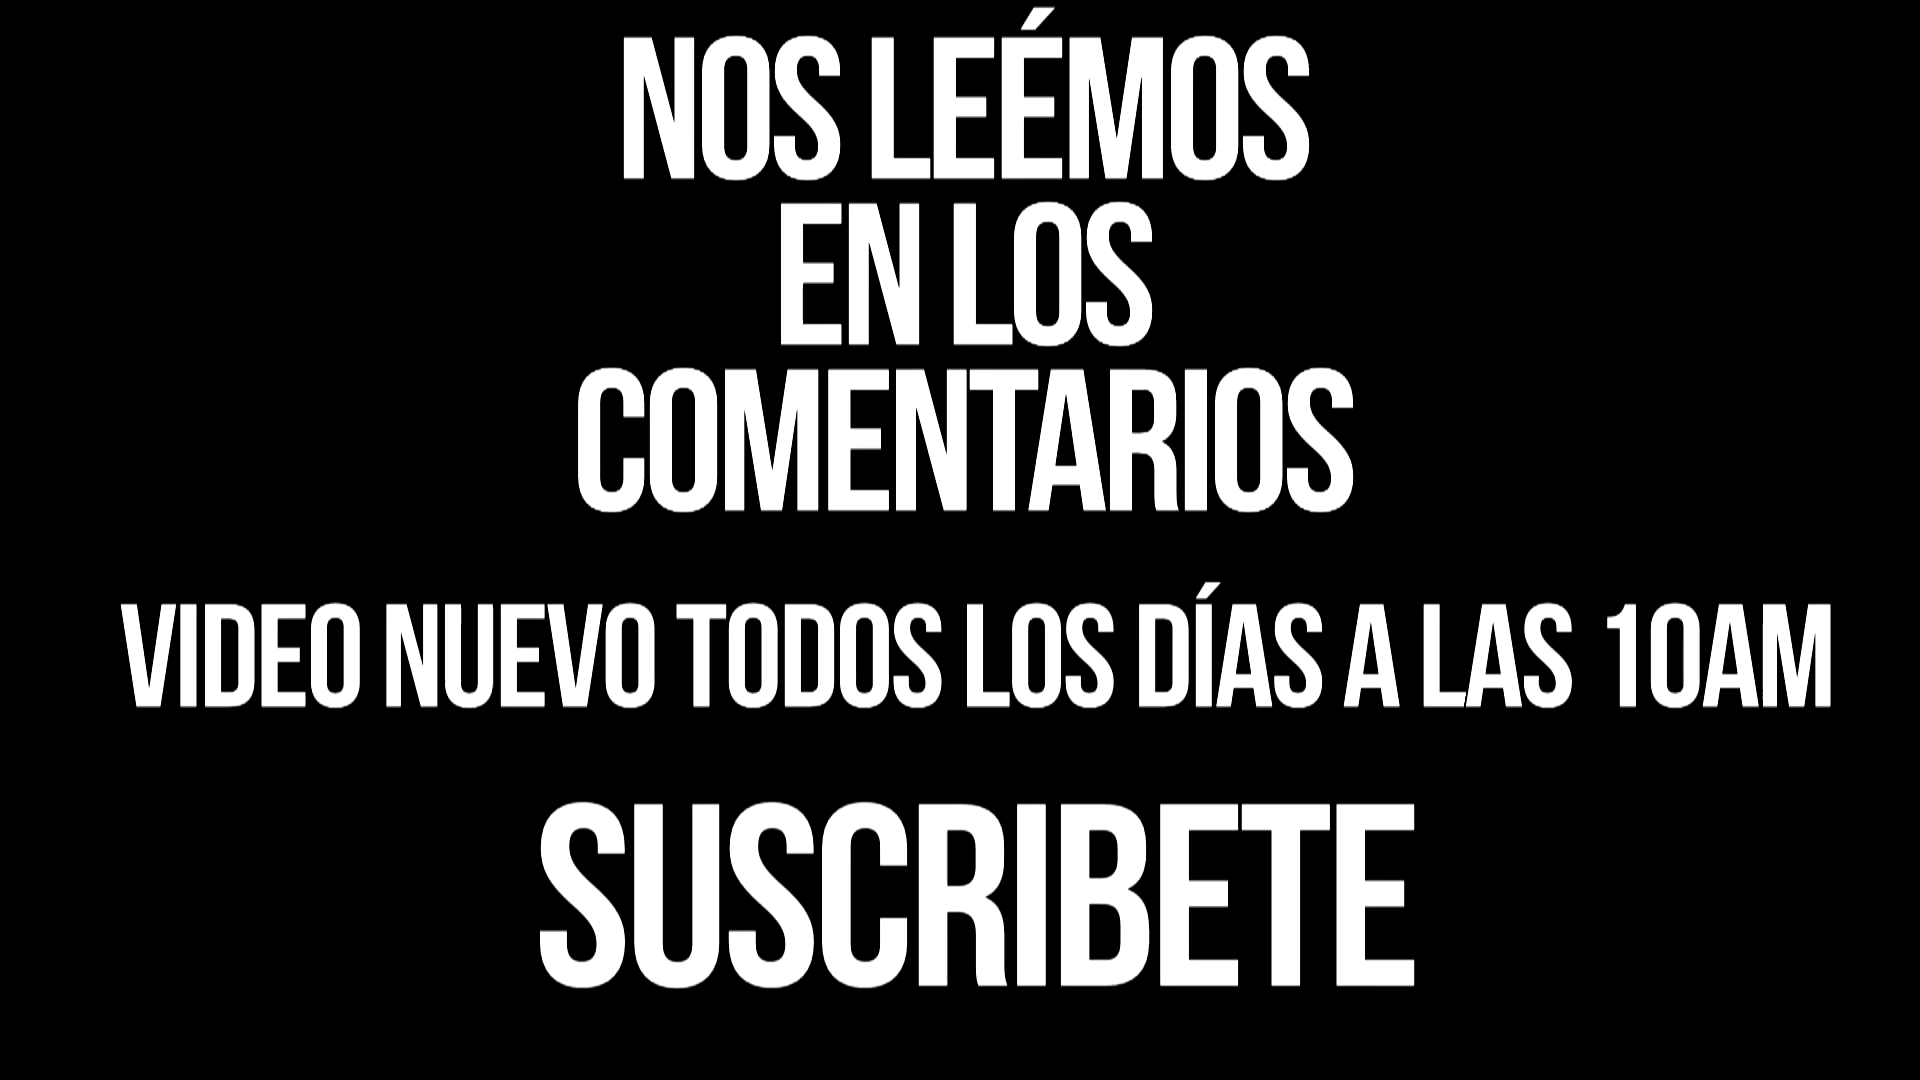 NOS LEÉMOS
EN LOS
COMENTARIOS
VIDEO NUEVO TODOS LOS DÍAS A LAS 10AM
SUSCRIBETE